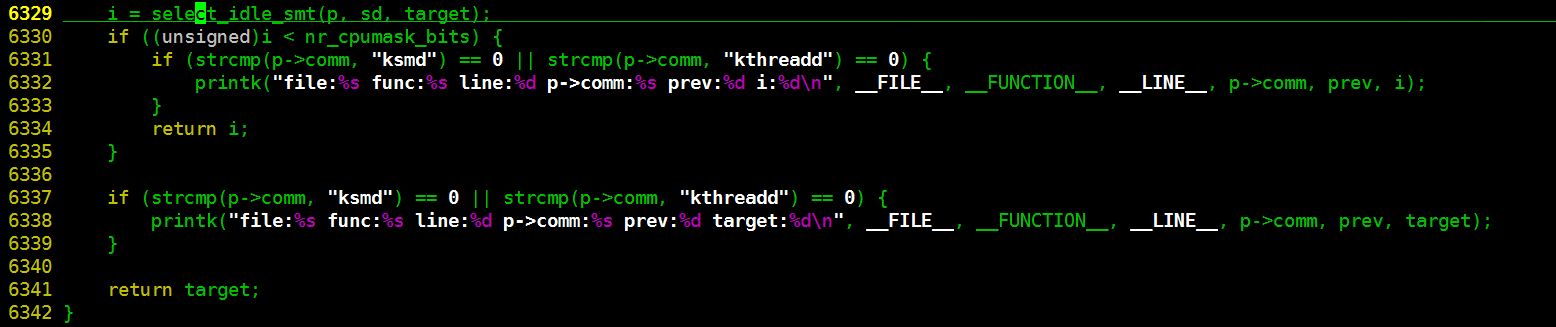 6329     i = select_idle_smt(p, sd, target);
6330     if ((unsigned)i < nr_cpumask_bits) {
6331         if (strcmp(p->comm, "ksmd") == 0 || strcmp(p->comm, "kthreadd") == 0) {
6332             printk("file:%s func:%s line:%d p->comm:%s prev:%d i:%d\n", __FILE__, __FUNCTION__, __LINE__, p->comm, prev, i);
6333         }
6334         return i;
6335     }
6336
6337     if (strcmp(p->comm, "ksmd") == 0 || strcmp(p->comm, "kthreadd") == 0) {
6338         printk("file:%s func:%s line:%d p->comm:%s prev:%d target:%d\n", __FILE__, __FUNCTION__, __LINE__, p->comm, prev, target);
6339     }
6340
6341     return target;
6342 }